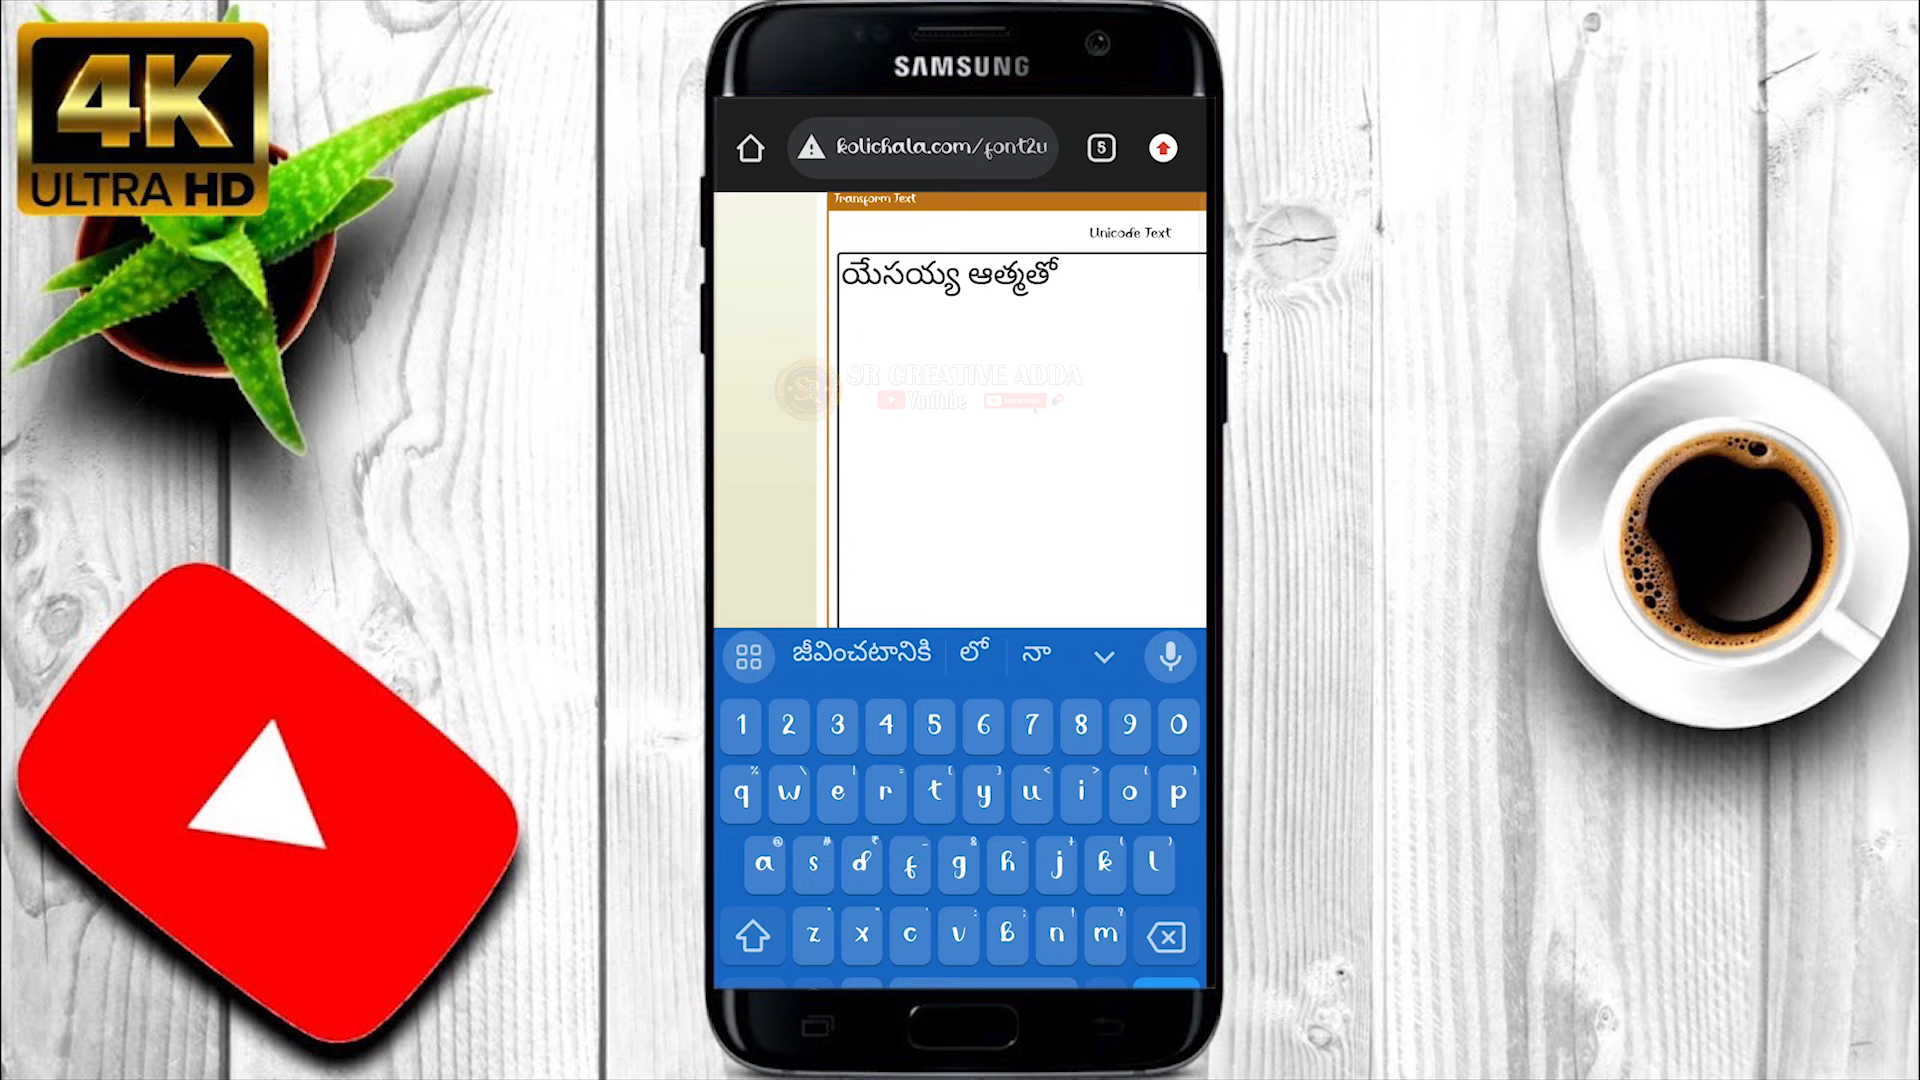 4K
ULTRA HD
SAMSUNG
kolichala.com/font2u
5
Transform Text
Unicode Text
యేసయ్య ఆత్మతో
SR CREATIVE ADDA
YouTube
జీవించటానికి లో నా
1 2 3 4 5 6 7 8 9 0
q w e r t y u i o p
a s d f g h j k l
z x c v b n m